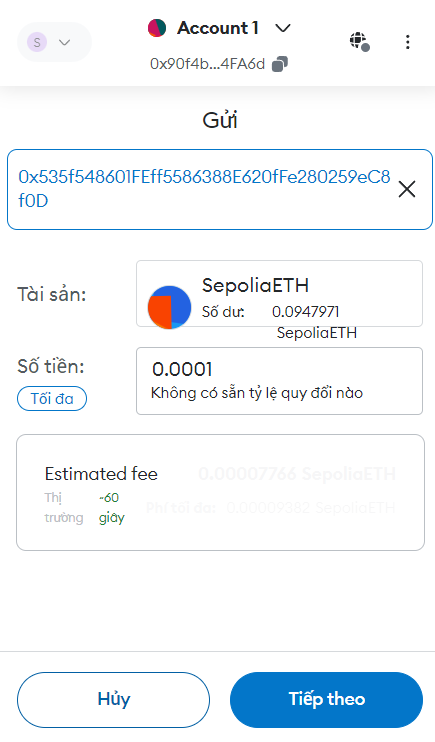 S
Account 1
0x90f4b...4FA6d
Gửi
0x535f548601FEff5586388E620fFe280259eC8
f0D
Tài sản:
SepoliaETH
Số dư: 0.0947971
SepoliaETH
Số tiền:
0.0001
Tối đa
Không có sẵn tỷ lệ quy đổi nào
Estimated fee 0.00007766 SepoliaETH
Thị trường
~60 giây
Phí tối đa: 0.00009382 SepoliaETH
Hủy
Tiếp theo